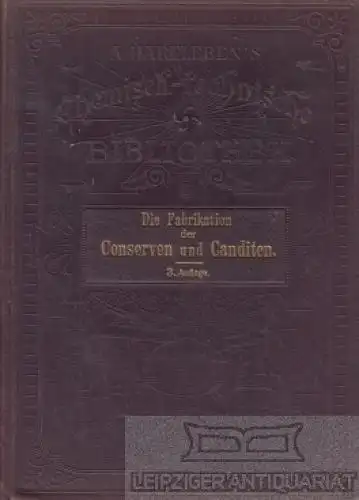 A. HARTLEBEN'S
Chemisch-technische
BIBLIOTHEK
Die Fabrikation
der
Conserven und Canditen.
3. Auflage.
LEIPZIGER ANTIQUARIAT